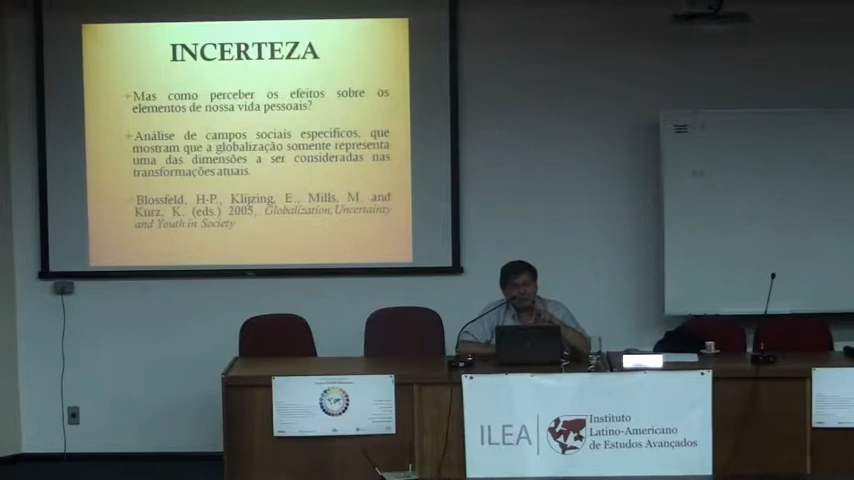 INCERTEZA
Mas como perceber os efeitos sobre os
elementos de nossa vida pessoais?
Análise de campos sociais específicos, que
mostram que a globalização somente representa
uma das dimensões a ser consideradas nas
transformações atuais.
Blossfeld, H-P., Klijzing, E., Mills, M. and
Kurz, K. (eds.) 2005. Globalization, Uncertainty
and Youth in Society
ILEA
Instituto
Latino-Americano
de Estudos Avançados